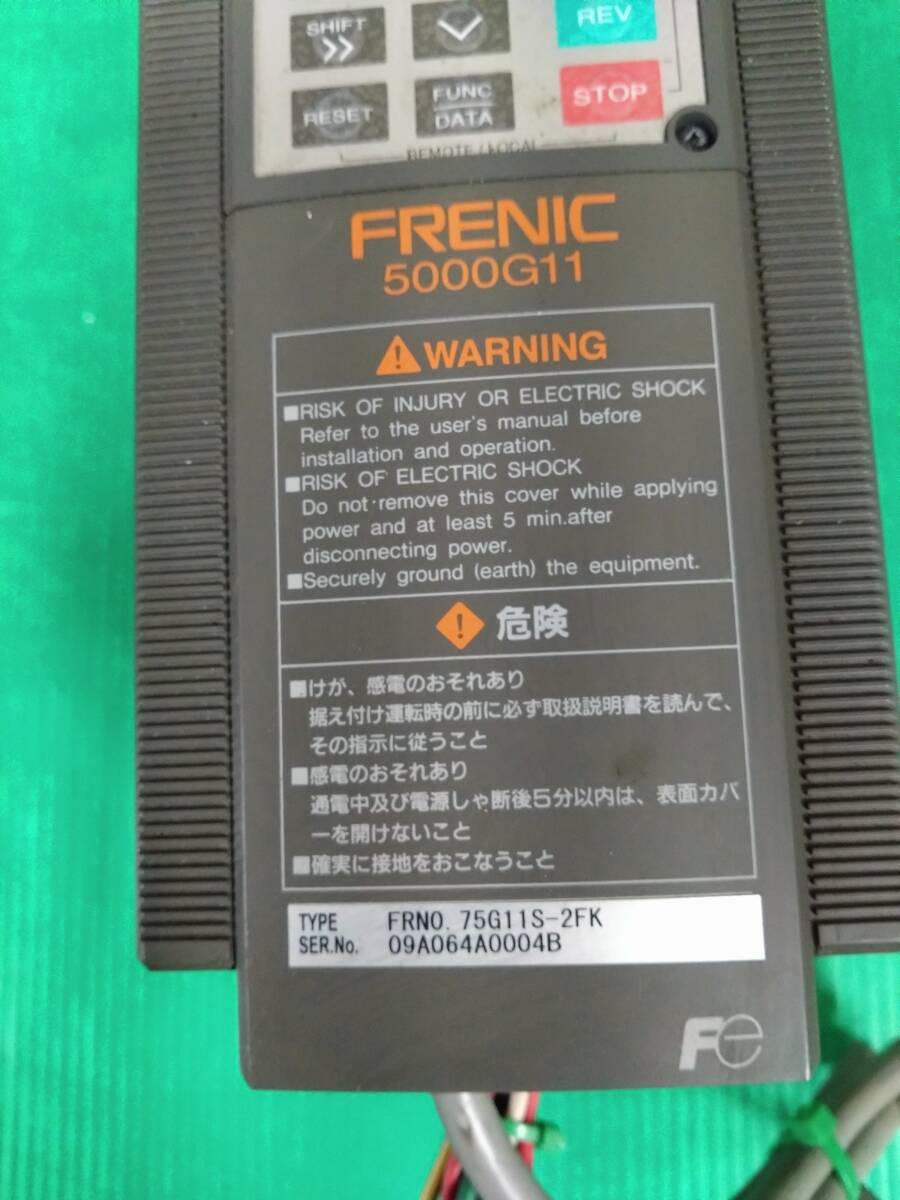 SHIFT
REV
RESET
FUNC
DATA
STOP
REMOTE / LOCAL
FRENIC
5000G11
WARNING
■RISK OF INJURY OR ELECTRIC SHOCK
Refer to the user's manual before
installation and operation.
■RISK OF ELECTRIC SHOCK
Do not remove this cover while applying
power and at least 5 min.after
disconnecting power.
■Securely ground (earth) the equipment.
危険
■けが、感電のおそれあり
据え付け運転時の前に必ず取扱説明書を読んで、
その指示に従うこと
■感電のおそれあり
通電中及び電源しゃ断後5分以内は、表面カバ
ーを開けないこと
■確実に接地をおこなうこと
TYPE FRN0.75G11S-2FK
SER.No. 09A064A0004B
Fe